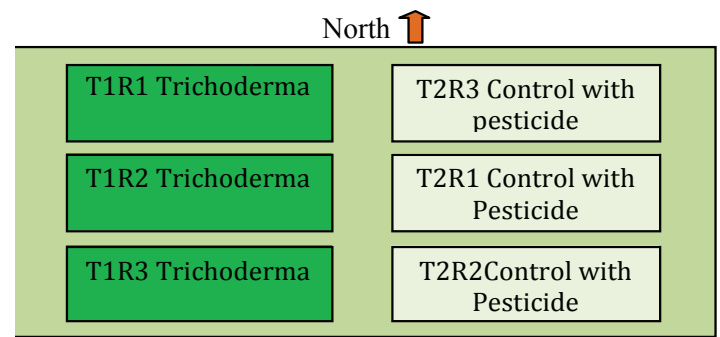 North
T1R1 Trichoderma
T2R3 Control with
pesticide
T1R2 Trichoderma
T2R1 Control with
Pesticide
T1R3 Trichoderma
T2R2Control with
Pesticide